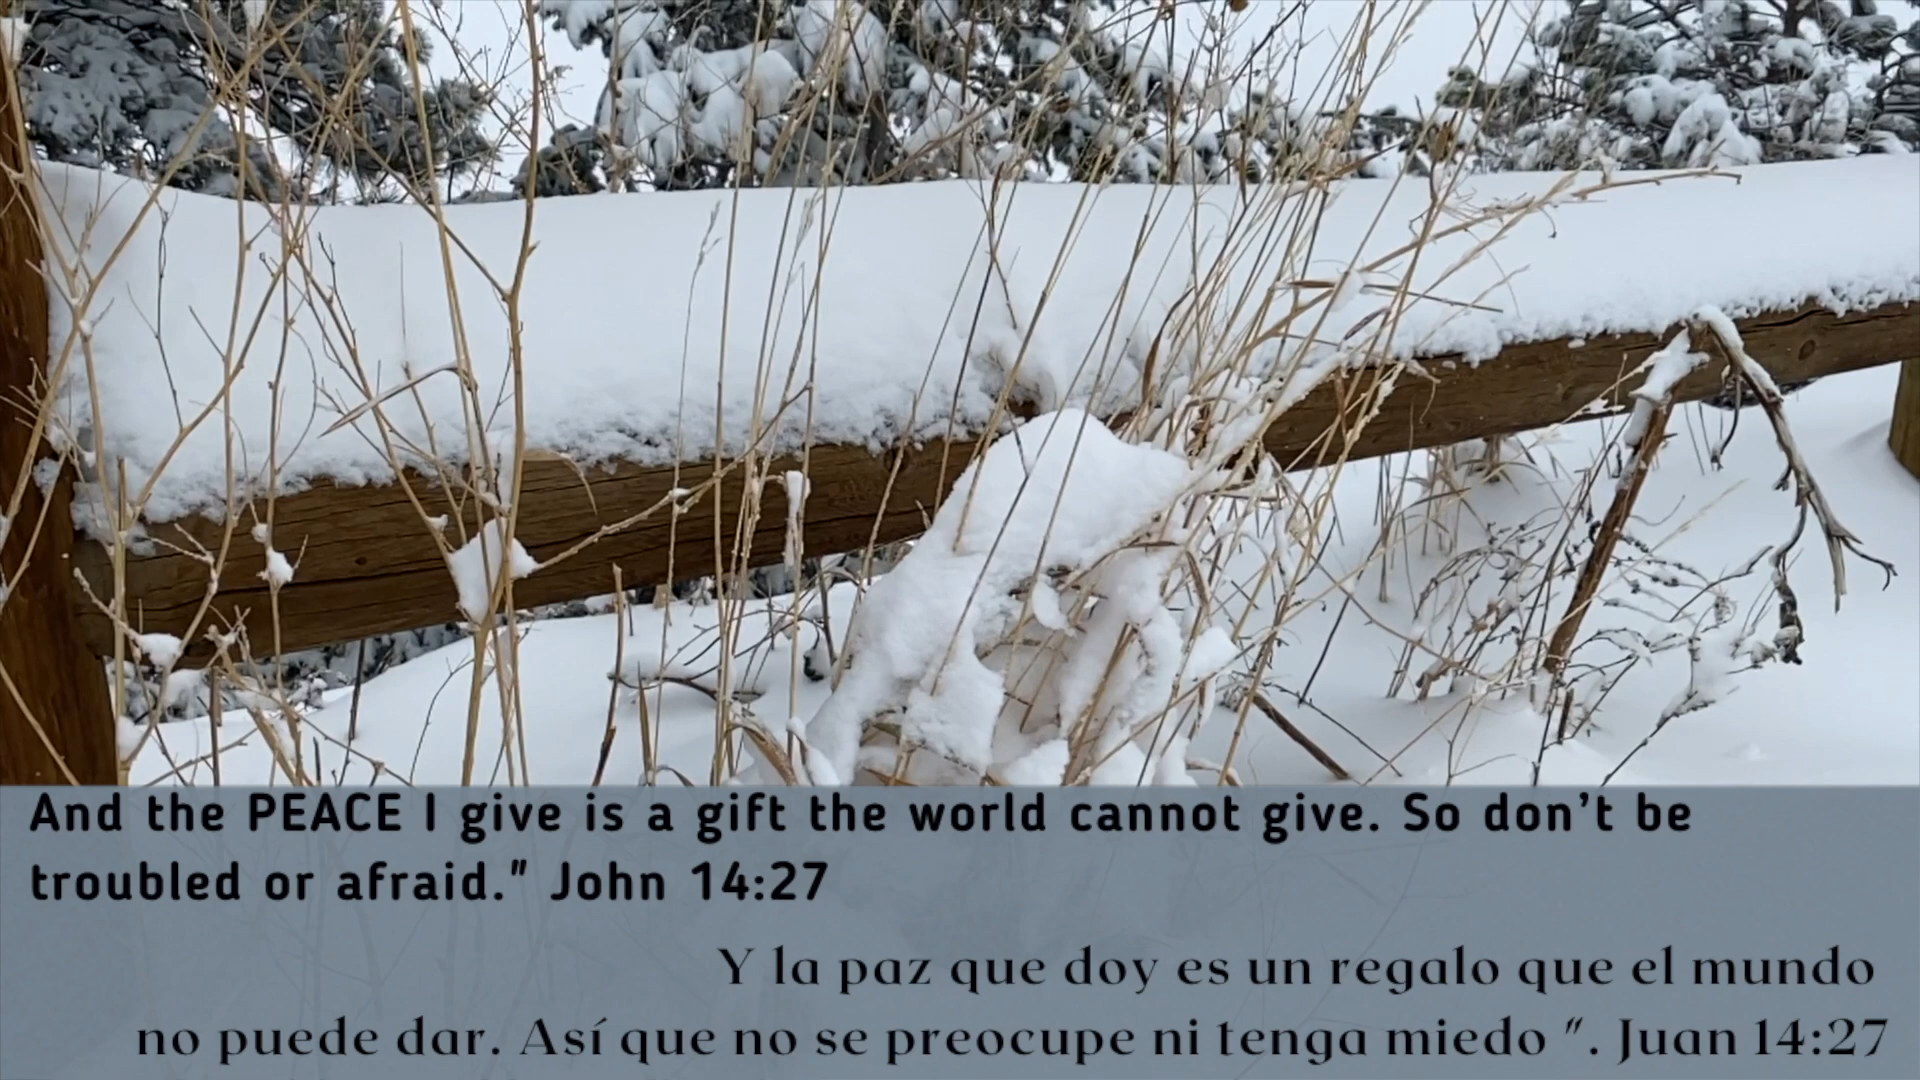 And the PEACE I give is a gift the world cannot give. So don’t be
troubled or afraid." John 14:27
Y la paz que doy es un regalo que el mundo
no puede dar. Así que no se preocupe ni tenga miedo ". Juan 14:27